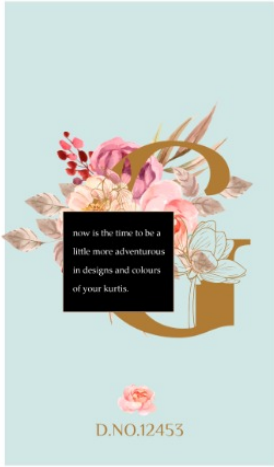 G
now is the time to be a
little more adventurous
in designs and colours
of your kurtis.
D.NO.12453